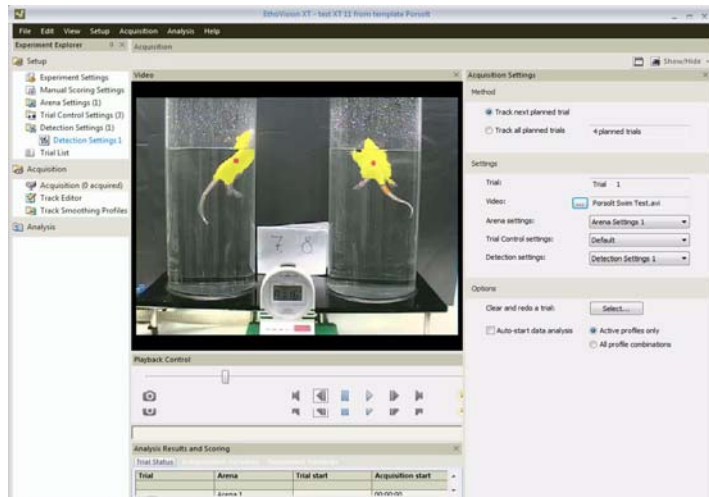 EthoVision XT - test XT 11 from template Porsolt
File Edit View Setup Acquisition Analysis Help
Experiment Explorer
Acquisition
Setup
Show/Hide
Experiment Settings
Manual Scoring Settings
Arena Settings (1)
Trial Control Settings (3)
Detection Settings (1)
Detection Settings 1
Trial List
Acquisition
Acquisition (0 acquired)
Track Editor
Track Smoothing Profiles
Analysis
Video
7 8
Playback Control
Analysis Results and Scoring
Trial Status
Trial Arena Trial start Acquisition start
Arena 1 00:00:00
Acquisition Settings
Method
Track next planned trial
Track all planned trials 4 planned trials
Settings
Trial: Trial 1
Video: ... Porsolt Swim Test.avi
Arena settings: Arena Settings 1
Trial Control settings: Default
Detection settings: Detection Settings 1
Options
Clear and redo a trial: Select...
Auto-start data analysis Active profiles only
All profile combinations